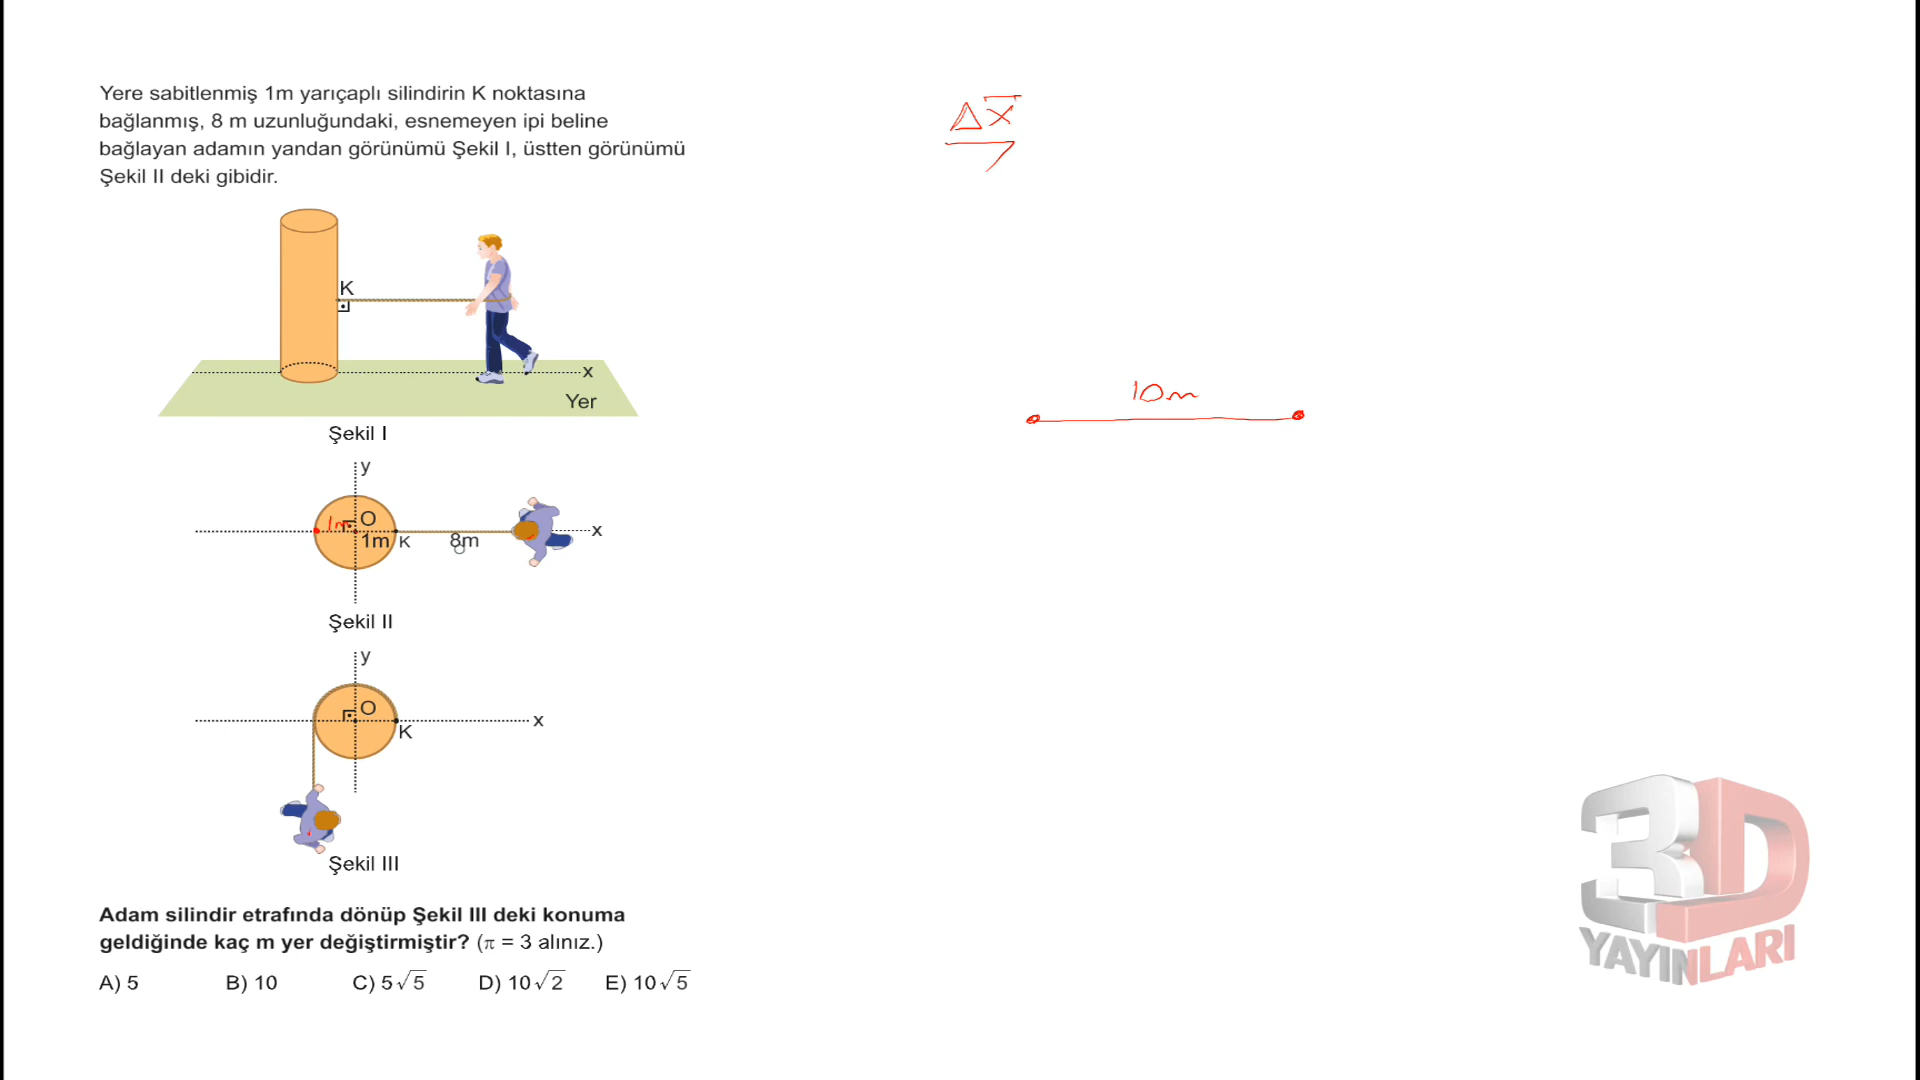 Yere sabitlenmiş 1m yarıçaplı silindirin K noktasına
bağlanmış, 8 m uzunluğundaki, esnemeyen ipi beline
bağlayan adamın yandan görünümü Şekil I, üstten görünümü
Şekil II deki gibidir.
K
x
Yer
Şekil I
y
1m O
1m K 8m
x
Şekil II
y
O
K
x
Şekil III
Adam silindir etrafında dönüp Şekil III deki konuma
geldiğinde kaç m yer değiştirmiştir? (π = 3 alınız.)
A) 5 B) 10 C) 5√5 D) 10√2 E) 10√5
Δx
10m
3D
YAYINLARI